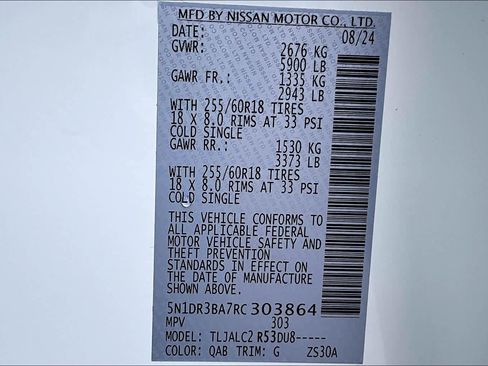 MFD BY NISSAN MOTOR CO., LTD.
DATE: 08/24
GVWR: 2676 KG
5900 LB
GAWR FR.: 1335 KG
2943 LB
WITH 255/60R18 TIRES
18 X 8.0 RIMS AT 33 PSI
COLD SINGLE
GAWR RR.: 1530 KG
3373 LB
WITH 255/60R18 TIRES
18 X 8.0 RIMS AT 33 PSI
COLD SINGLE
THIS VEHICLE CONFORMS TO
ALL APPLICABLE FEDERAL
MOTOR VEHICLE SAFETY AND
THEFT PREVENTION
STANDARDS IN EFFECT ON
THE DATE OF MANUFACTURE
SHOWN ABOVE.
5N1DR3BA7RC303864
MPV 303
MODEL: TLJALC2 R53DU8-----
COLOR: QAB TRIM: G ZS30A